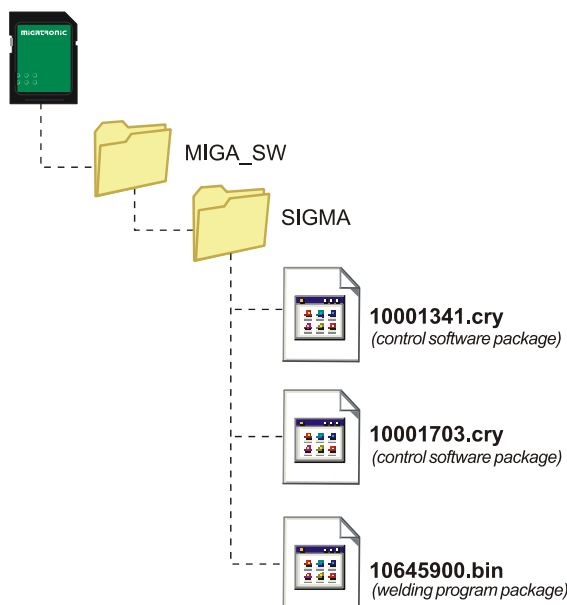 MIGATRONIC
MIGA_SW
SIGMA
10001341.cry
(control software package)
10001703.cry
(control software package)
10645900.bin
(welding program package)